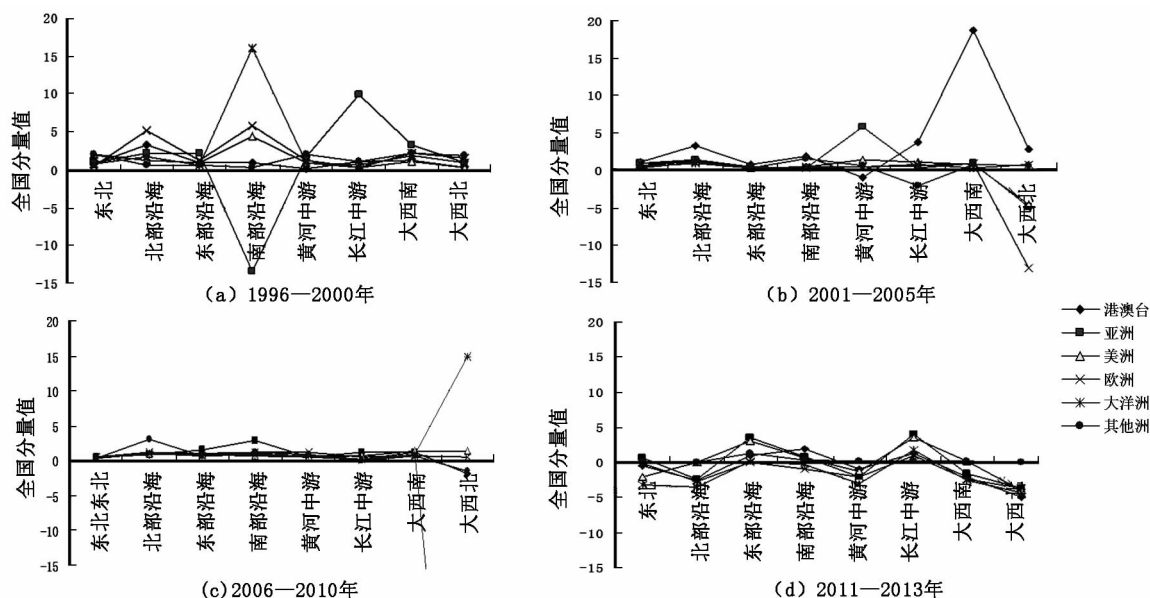 20
15
10
5
0
-5
-10
-15
全国分量值
东北
北部沿海
东部沿海
南部沿海
黄河中游
长江中游
大西南
大西北
（a）1996—2000年
20
15
10
5
0
-5
-10
-15
全国分量值
东北
北部沿海
东部沿海
南部沿海
黄河中游
长江中游
大西南
大西北
（b）2001—2005年
20
15
10
5
0
-5
-10
-15
全国分量值
东北东北
北部沿海
东部沿海
南部沿海
黄河中游
长江中游
大西南
大西北
(c)2006—2010年
20
15
10
5
0
-5
-10
-15
全国分量值
东北
北部沿海
东部沿海
南部沿海
黄河中游
长江中游
大西南
大西北
（d）2011—2013年
港澳台
亚洲
美洲
欧洲
大洋洲
其他洲